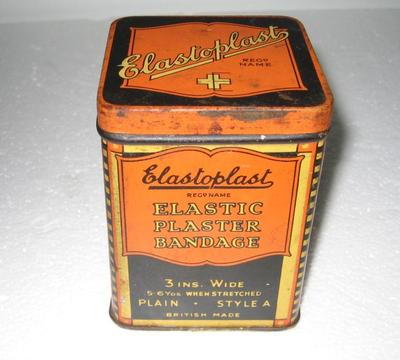 Elastoplast
REGD
NAME
Elastoplast
REGD NAME
ELASTIC
PLASTER
BANDAGE
3 INS. WIDE
5-6 YDS WHEN STRETCHED
PLAIN · STYLE A
BRITISH MADE